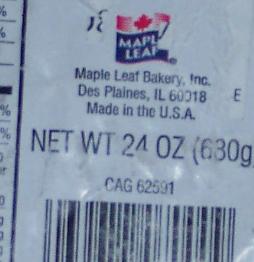 MAPLE
LEAF
®
Maple Leaf Bakery, Inc.
Des Plaines, IL 60018
E
Made in the U.S.A.
NET WT 24 OZ (680g
CAG 62591
%
%
%
%